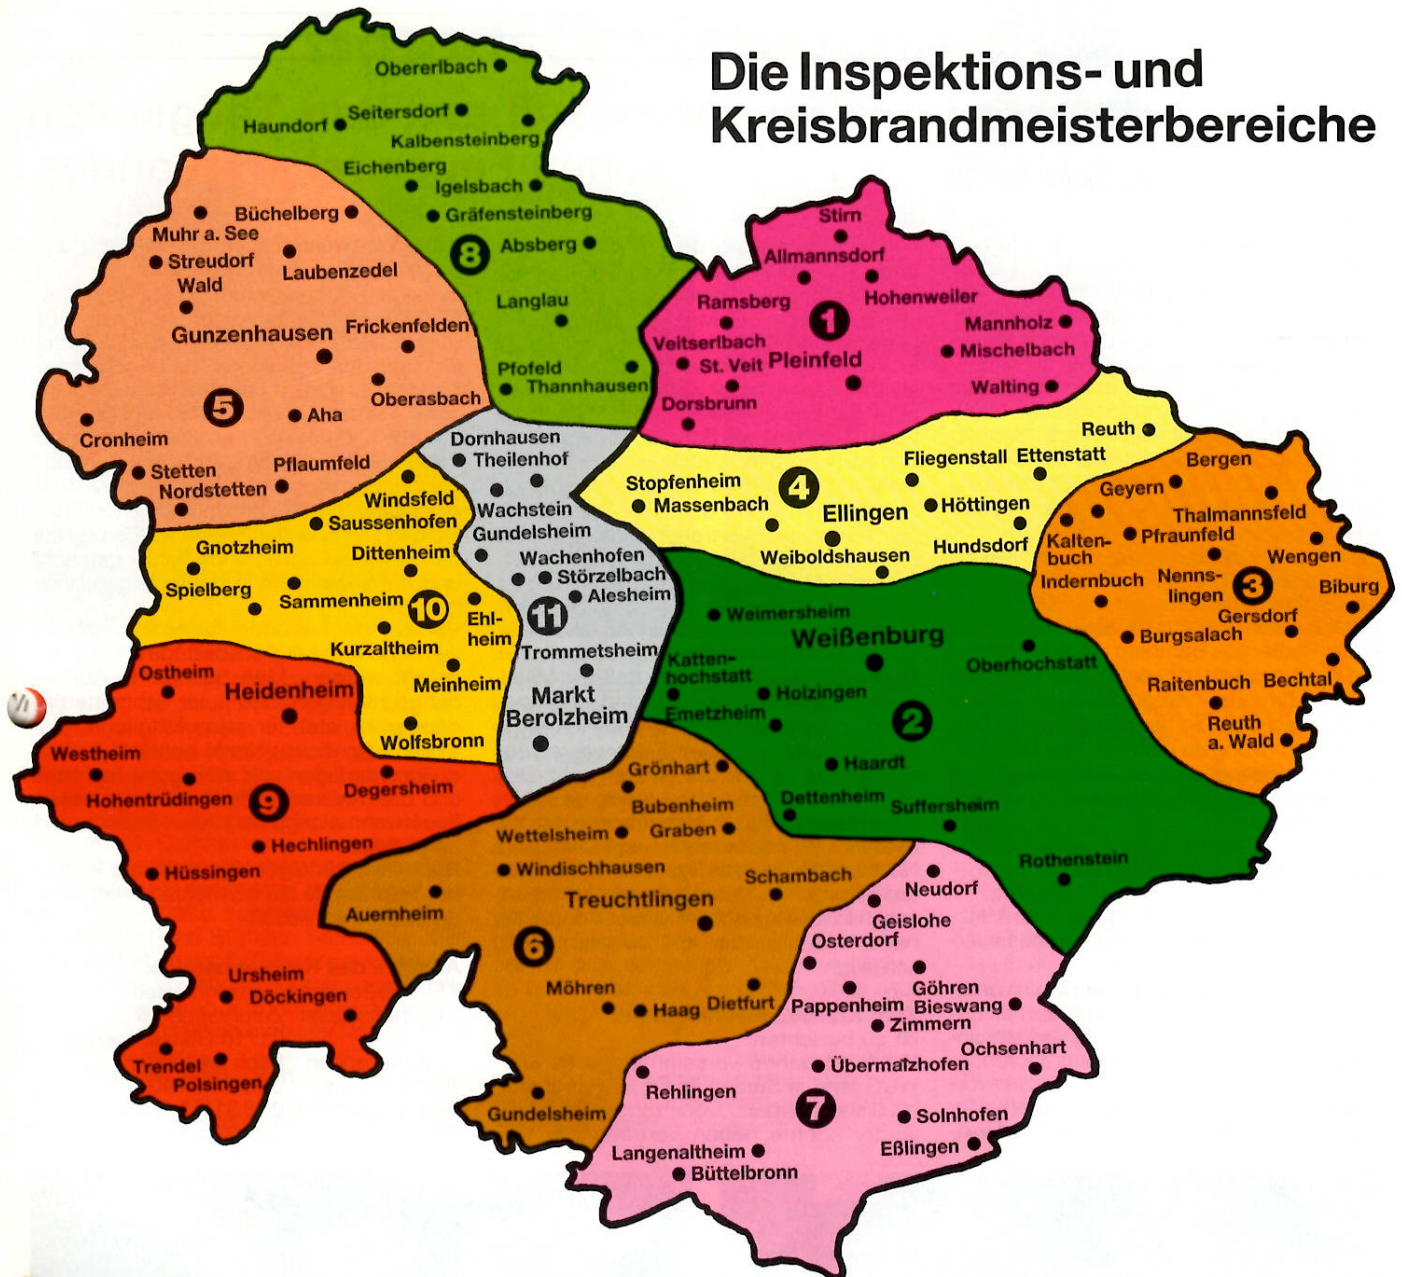 Die Inspektions- und
Kreisbrandmeisterbereiche
Obererlbach
Seitersdorf
Haundorf
Kalbensteinberg
Eichenberg
Igelsbach
Gräfensteinberg
Absberg
8
Langlau
Pfofeld
Thannhausen
Büchelberg
Muhr a. See
Streudorf
Laubenzedel
Wald
Gunzenhausen
Frickenfelden
Oberasbach
5
Aha
Cronheim
Stetten
Pflaumfeld
Nordstetten
Stirn
Allmannsdorf
Ramsberg
Hohenweiler
1
Mannholz
Veitserlbach
Mischelbach
St. Veit
Pleinfeld
Walting
Dorsbrunn
Reuth
Fliegenstall
Ettenstatt
Stopfenheim
4
Massenbach
Ellingen
Höttingen
Weiboldshausen
Hundsdorf
Bergen
Geyern
Thalmannsfeld
Kalten-
buch
Pfraunfeld
Wengen
Indernbuch
Nenns-
lingen
3
Biburg
Gersdorf
Burgsalach
Raitenbuch
Bechtal
Reuth
a. Wald
Dornhausen
Theilenhof
Wachstein
Gundelsheim
Wachenhofen
Störzelbach
Alesheim
11
Trommetsheim
Markt
Berolzheim
Windsfeld
Saussenhofen
Gnotzheim
Dittenheim
Spielberg
Sammenheim
10
Ehl-
heim
Kurzaltheim
Meinheim
Wolfsbronn
Weimersheim
Weißenburg
Katten-
hochstatt
Oberhochstatt
Holzingen
Emetzheim
2
Haardt
Dettenheim
Suffersheim
Rothenstein
Ostheim
Heidenheim
Westheim
Hohentrüdingen
9
Degersheim
Hechlingen
Hüssingen
Ursheim
Döckingen
Trendel
Polsingen
Grönhart
Bubenheim
Wettelsheim
Graben
Windischhausen
Schambach
Treuchtlingen
Auernheim
6
Möhren
Haag
Dietfurt
Gundelsheim
Neudorf
Geislohe
Osterdorf
Göhren
Pappenheim
Bieswang
Zimmern
Ochsenhart
Übermatzhofen
Rehlingen
7
Solnhofen
Langenaltheim
Eßlingen
Büttelbronn